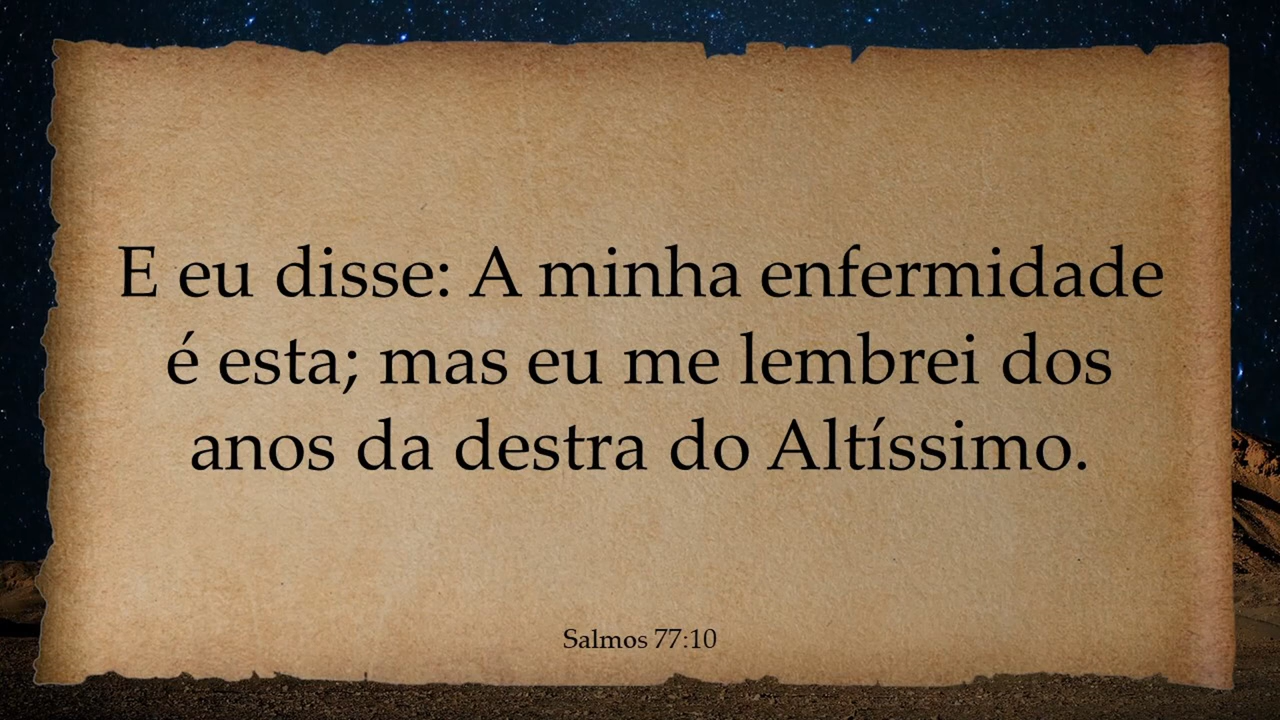 E eu disse: A minha enfermidade
é esta; mas eu me lembrei dos
anos da destra do Altíssimo.
Salmos 77:10